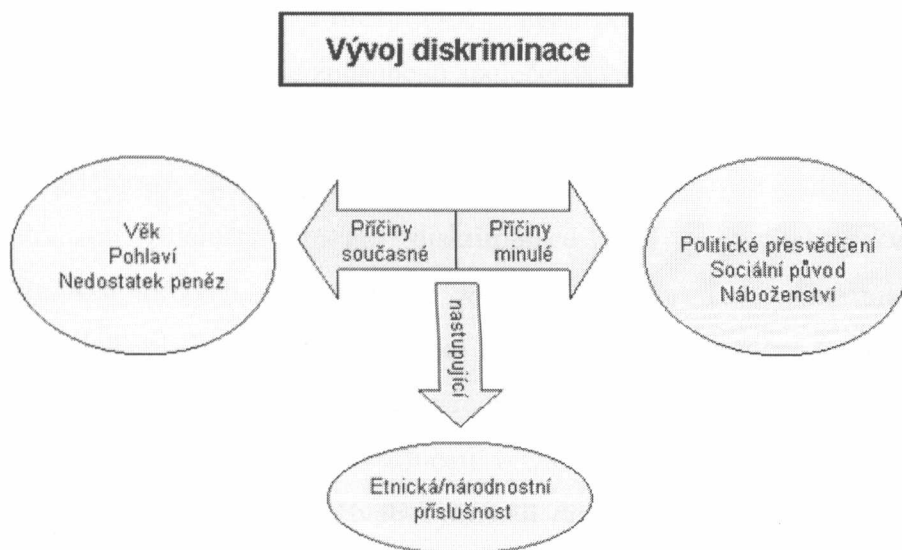 Vývoj diskriminace
Věk
Pohlaví
Nedostatek peněz
Příčiny
současné
Příčiny
minulé
Politické přesvědčení
Sociální původ
Náboženství
nastupující
Etnická/národnostní
příslušnost